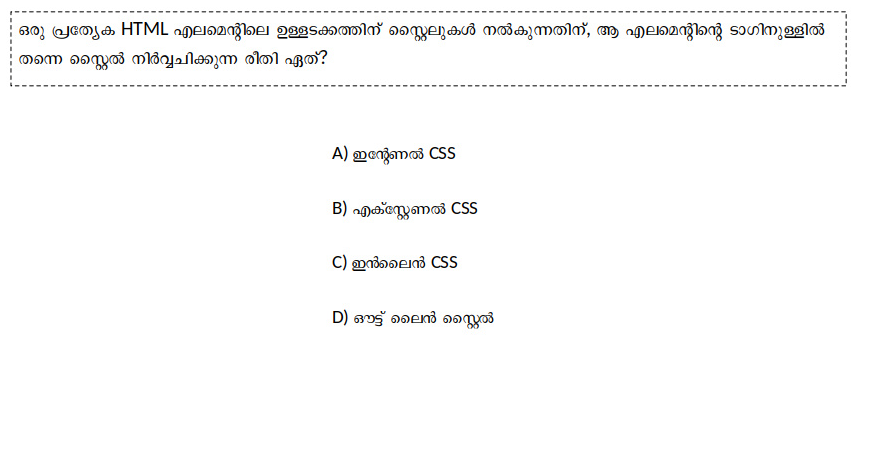 ഒരു പ്രത്യേക HTML എലമെന്റിലെ ഉള്ളടക്കത്തിന് സ്റ്റൈലുകൾ നൽകുന്നതിന്, ആ എലമെന്റിന്റെ ടാഗിനുള്ളിൽ
തന്നെ സ്റ്റൈൽ നിർവ്വചിക്കുന്ന രീതി ഏത്?
A) ഇന്റേണൽ CSS
B) എക്സ്റ്റേണൽ CSS
C) ഇൻലൈൻ CSS
D) ഔട്ട് ലൈൻ സ്റ്റൈൽ